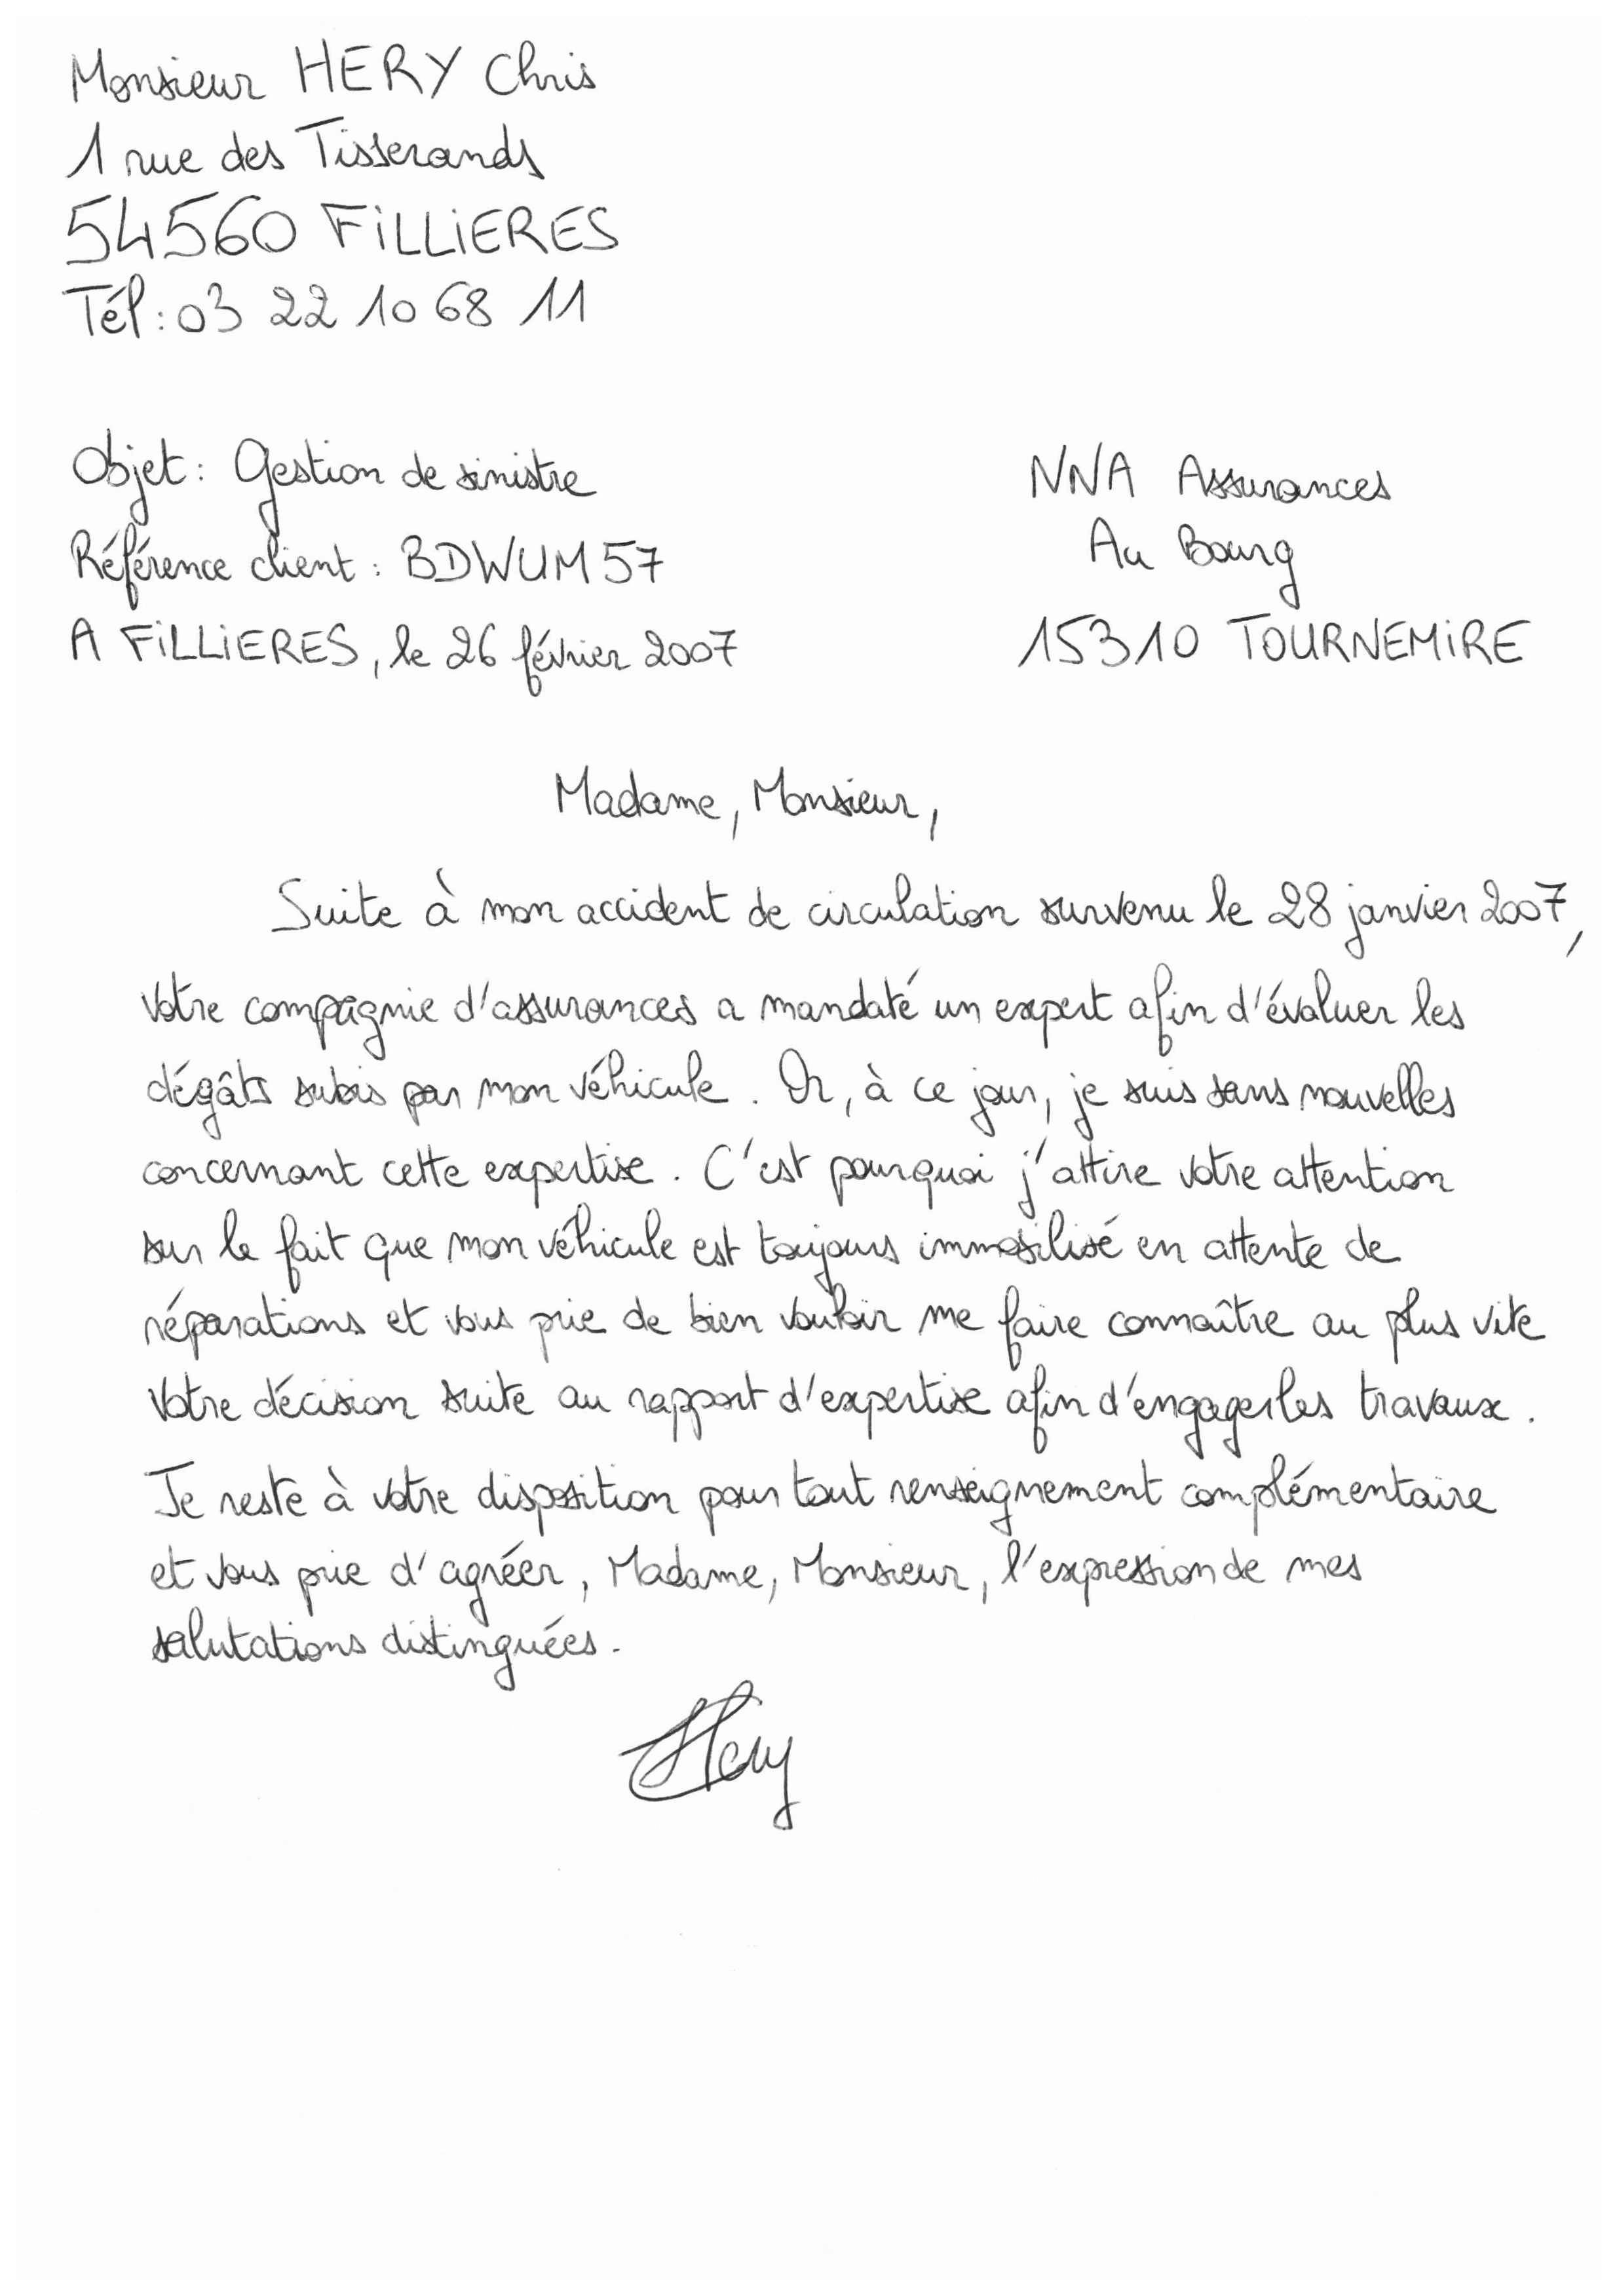 Monsieur HERY Chris
1 rue des Tisserands
54560 FILLIERES
Tél : 03 22 10 68 11
Objet : Gestion de sinistre
Référence client : BDWUM57
A FILLIERES, le 26 février 2007
NNA Assurances
Au Bourg
15310 TOURNEMIRE
Madame, Monsieur,
Suite à mon accident de circulation survenu le 28 janvier 2007,
votre compagnie d'assurances a mandaté un expert afin d'évaluer les
dégâts subis par mon véhicule. Or, à ce jour, je suis sans nouvelles
concernant cette expertise. C'est pourquoi j'attire votre attention
sur le fait que mon véhicule est toujours immobilisé en attente de
réparations et vous prie de bien vouloir me faire connaître au plus vite
votre décision suite au rapport d'expertise afin d'engager les travaux.
Je reste à votre disposition pour tout renseignement complémentaire
et vous prie d'agréer, Madame, Monsieur, l'expression de mes
salutations distinguées.
Hery